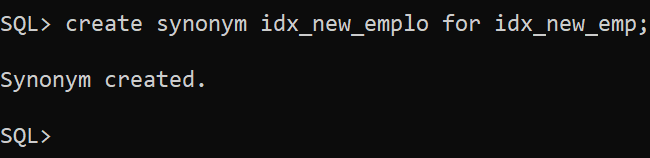 SQL> create synonym idx_new_emplo for idx_new_emp;
Synonym created.
SQL>